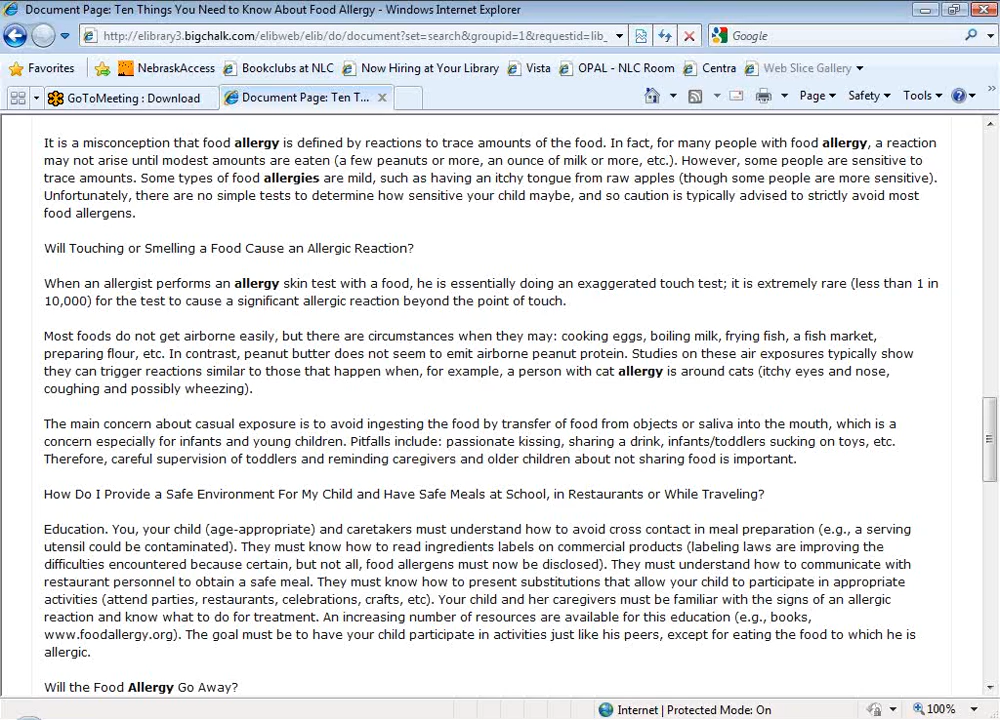 Document Page: Ten Things You Need to Know About Food Allergy - Windows Internet Explorer
http://elibrary3.bigchalk.com/elibweb/elib/do/document?set=search&groupid=1&requestid=lib_
Google
Favorites NebraskAccess Bookclubs at NLC Now Hiring at Your Library Vista OPAL - NLC Room Centra Web Slice Gallery
GoToMeeting : Download Document Page: Ten T... Page Safety Tools
It is a misconception that food allergy is defined by reactions to trace amounts of the food. In fact, for many people with food allergy, a reaction
may not arise until modest amounts are eaten (a few peanuts or more, an ounce of milk or more, etc.). However, some people are sensitive to
trace amounts. Some types of food allergies are mild, such as having an itchy tongue from raw apples (though some people are more sensitive).
Unfortunately, there are no simple tests to determine how sensitive your child maybe, and so caution is typically advised to strictly avoid most
food allergens.
Will Touching or Smelling a Food Cause an Allergic Reaction?
When an allergist performs an allergy skin test with a food, he is essentially doing an exaggerated touch test; it is extremely rare (less than 1 in
10,000) for the test to cause a significant allergic reaction beyond the point of touch.
Most foods do not get airborne easily, but there are circumstances when they may: cooking eggs, boiling milk, frying fish, a fish market,
preparing flour, etc. In contrast, peanut butter does not seem to emit airborne peanut protein. Studies on these air exposures typically show
they can trigger reactions similar to those that happen when, for example, a person with cat allergy is around cats (itchy eyes and nose,
coughing and possibly wheezing).
The main concern about casual exposure is to avoid ingesting the food by transfer of food from objects or saliva into the mouth, which is a
concern especially for infants and young children. Pitfalls include: passionate kissing, sharing a drink, infants/toddlers sucking on toys, etc.
Therefore, careful supervision of toddlers and reminding caregivers and older children about not sharing food is important.
How Do I Provide a Safe Environment For My Child and Have Safe Meals at School, in Restaurants or While Traveling?
Education. You, your child (age-appropriate) and caretakers must understand how to avoid cross contact in meal preparation (e.g., a serving
utensil could be contaminated). They must know how to read ingredients labels on commercial products (labeling laws are improving the
difficulties encountered because certain, but not all, food allergens must now be disclosed). They must understand how to communicate with
restaurant personnel to obtain a safe meal. They must know how to present substitutions that allow your child to participate in appropriate
activities (attend parties, restaurants, celebrations, crafts, etc). Your child and her caregivers must be familiar with the signs of an allergic
reaction and know what to do for treatment. An increasing number of resources are available for this education (e.g., books,
www.foodallergy.org). The goal must be to have your child participate in activities just like his peers, except for eating the food to which he is
allergic.
Will the Food Allergy Go Away?
Internet | Protected Mode: On 100%